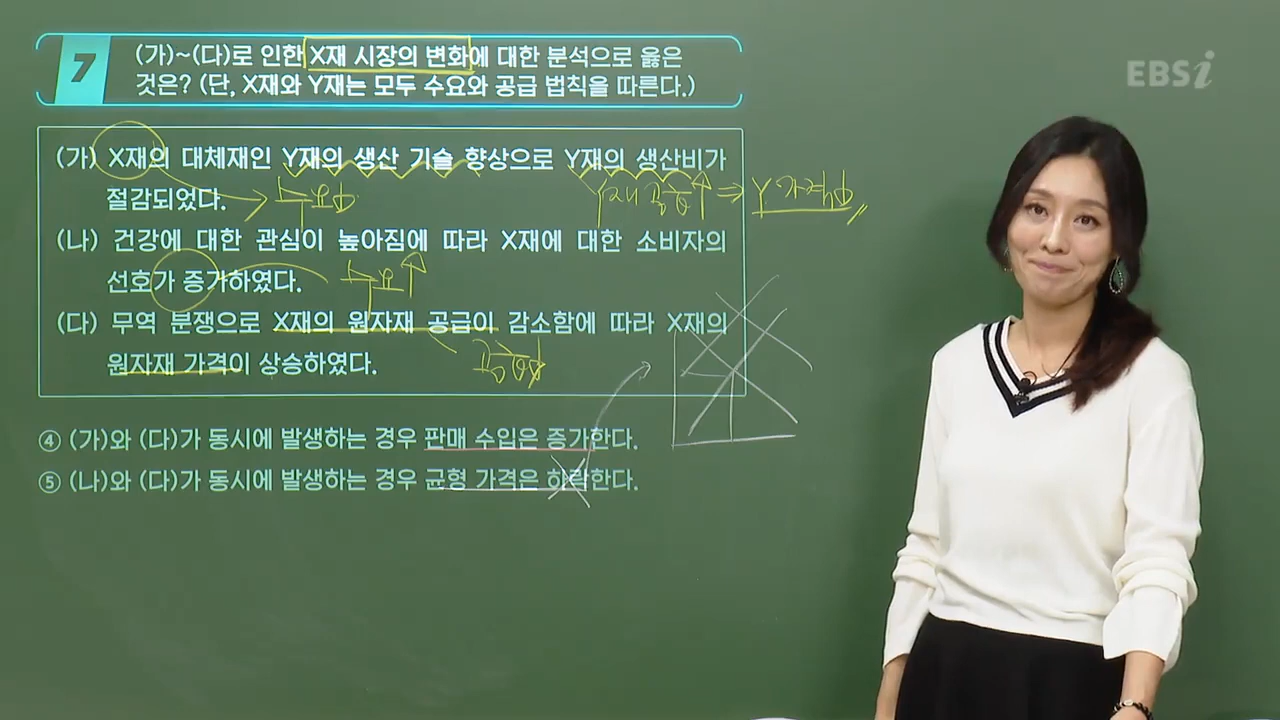 7
(가)~(다)로 인한 X재 시장의 변화에 대한 분석으로 옳은
것은? (단, X재와 Y재는 모두 수요와 공급 법칙을 따른다.)
EBSi
(가) X재의 대체재인 Y재의 생산 기술 향상으로 Y재의 생산비가
절감되었다.
수요↓
Y재 공급↑ ⇒ Y 가격↓
(나) 건강에 대한 관심이 높아짐에 따라 X재에 대한 소비자의
선호가 증가하였다.
수요↑
(다) 무역 분쟁으로 X재의 원자재 공급이 감소함에 따라 X재의
원자재 가격이 상승하였다.
공급↓
④ (가)와 (다)가 동시에 발생하는 경우 판매 수입은 증가한다.
⑤ (나)와 (다)가 동시에 발생하는 경우 균형 가격은 하락한다.